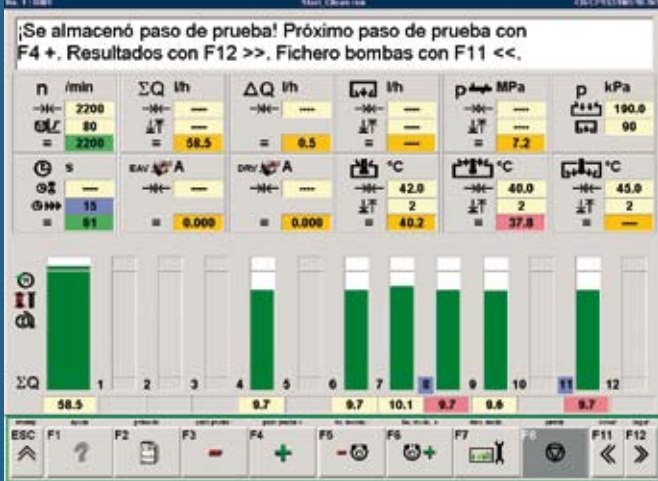 ¡Se almacenó paso de prueba! Próximo paso de prueba con
F4 +. Resultados con F12 >>. Fichero bombas con F11 <<.
n /min ΣQ l/h ΔQ l/h l/h p MPa p kPa
2200 ---- ---- ---- ---- 190.0
80 90
= 2200 = 58.5 = 0.5 = ---- = 7.2
s EAV A DRV A °C °C °C
---- ---- ---- 42.0 40.0 45.0
15 2 2 2
= 61 = 0.000 = 0.000 = 40.2 = 37.8 = ----
ΣQ 1 2 3 4 5 6 7 8 9 10 11 12
58.5 9.7 9.7 10.1 9.7 9.6 9.7
ESC F1 ? F2 F3 - F4 + F5 - F6 + F7 F8 F11 << F12 >>